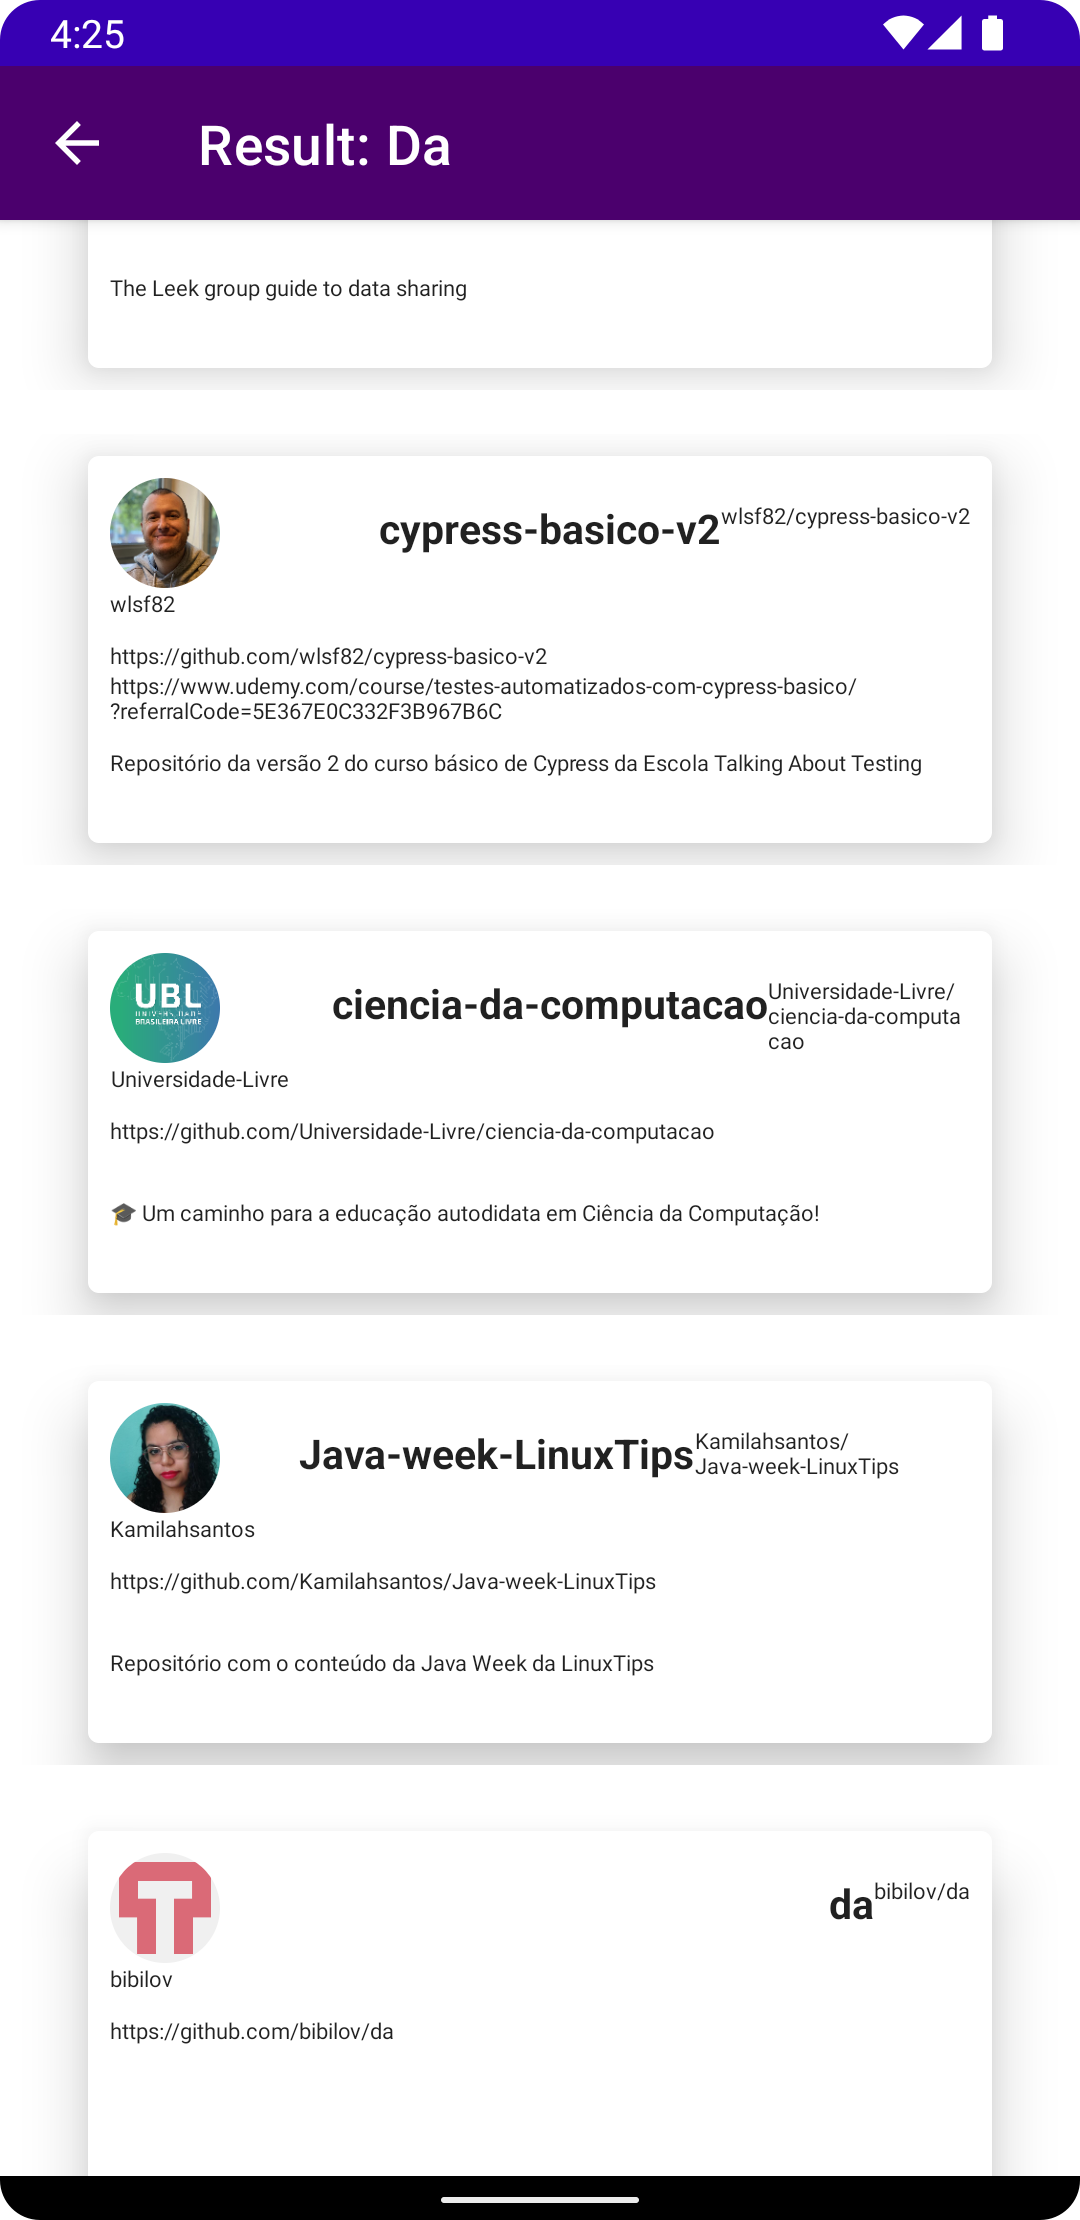 4:25
Result: Da
The Leek group guide to data sharing
cypress-basico-v2
wlsf82/cypress-basico-v2
wlsf82
https://github.com/wlsf82/cypress-basico-v2
https://www.udemy.com/course/testes-automatizados-com-cypress-basico/
?referralCode=5E367E0C332F3B967B6C
Repositório da versão 2 do curso básico de Cypress da Escola Talking About Testing
UBL
UNIVERSIDADE
BRASILEIRA LIVRE
ciencia-da-computacao
Universidade-Livre/
ciencia-da-computa
cao
Universidade-Livre
https://github.com/Universidade-Livre/ciencia-da-computacao
🎓 Um caminho para a educação autodidata em Ciência da Computação!
Java-week-LinuxTips
Kamilahsantos/
Java-week-LinuxTips
Kamilahsantos
https://github.com/Kamilahsantos/Java-week-LinuxTips
Repositório com o conteúdo da Java Week da LinuxTips
da
bibilov/da
bibilov
https://github.com/bibilov/da